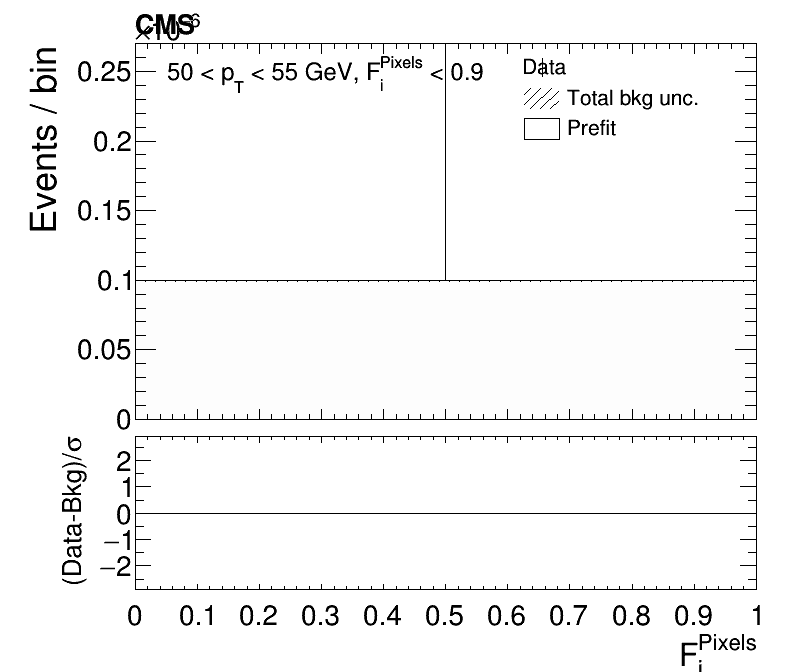 CMS
×10⁻⁶
Events / bin
0.25
0.2
0.15
0.1
0.05
0
50 < p_T < 55 GeV, F_i^Pixels < 0.9
Data
Total bkg unc.
Prefit
(Data-Bkg)/σ
2
1
0
−1
−2
0 0.1 0.2 0.3 0.4 0.5 0.6 0.7 0.8 0.9 1
F_i^Pixels